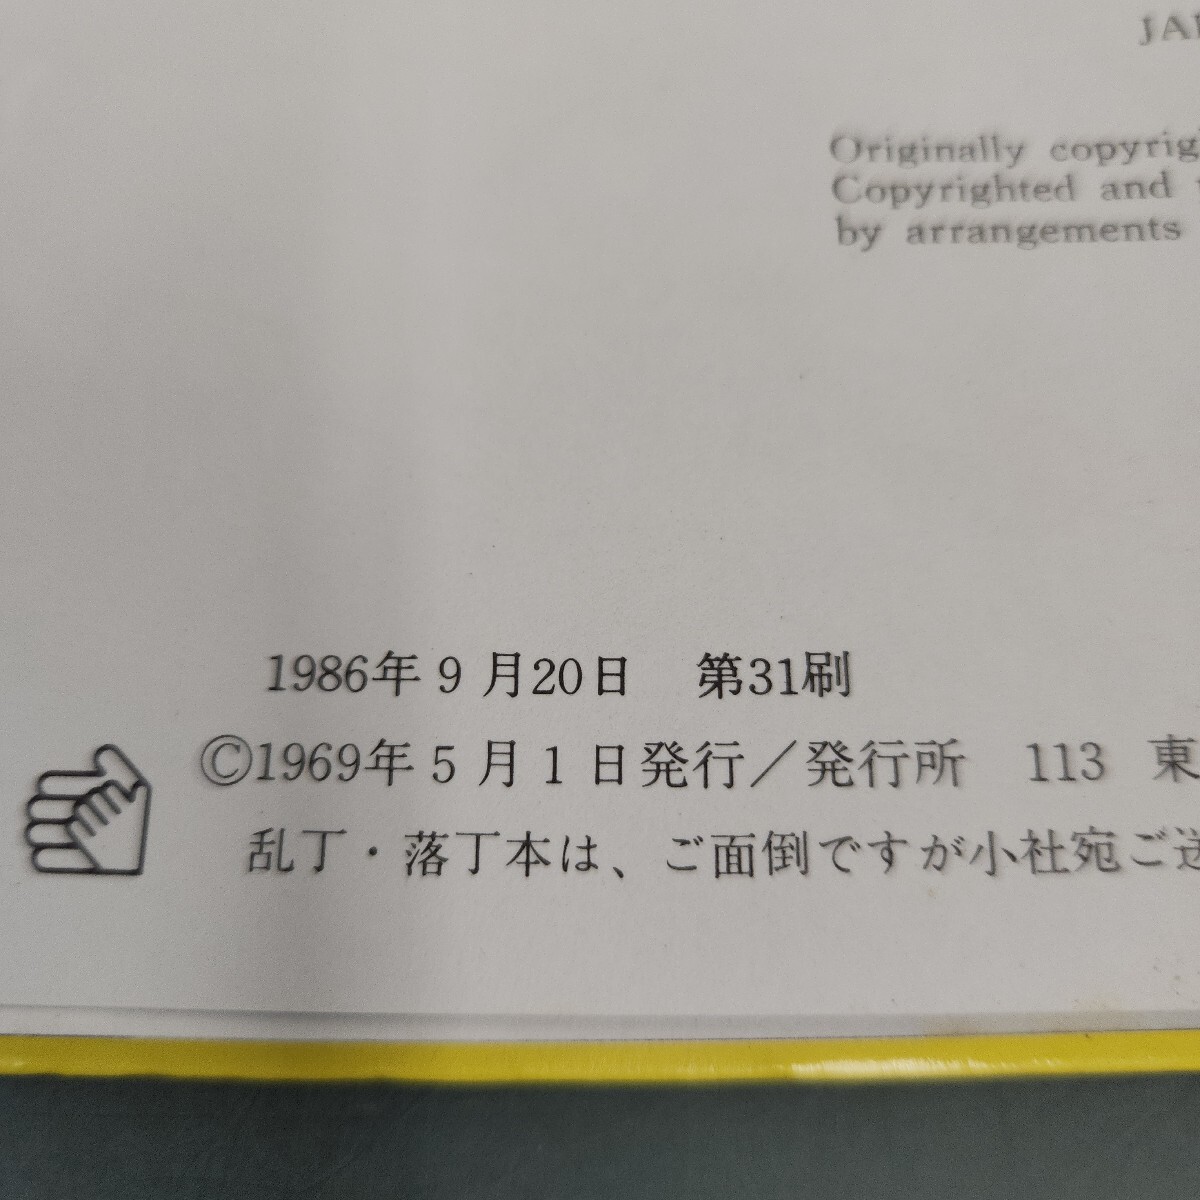 Originally
Copyrighted and
by arrangements
1986年9月20日 第31刷
©1969年5月1日発行／発行所 113 東
乱丁・落丁本は、ご面倒ですが小社宛ご送